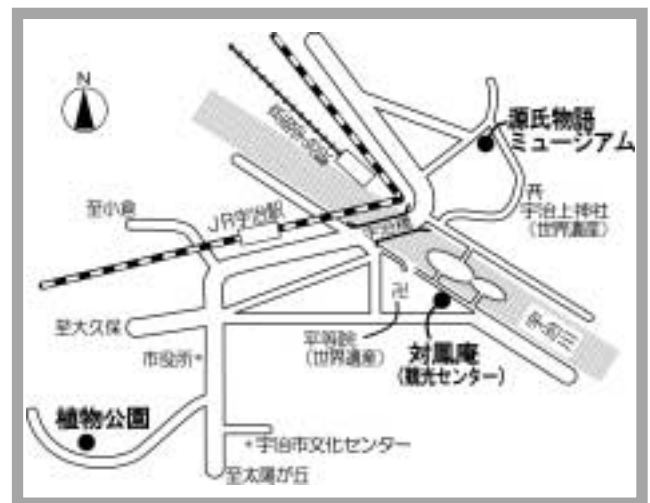 N
源氏物語
ミュージアム
至小倉
JR宇治駅
宇治橋
宇治上神社
(世界遺産)
至大久保
平等院
(世界遺産)
対鳳庵
(観光センター)
市役所
植物公園
宇治市文化センター
至太陽が丘